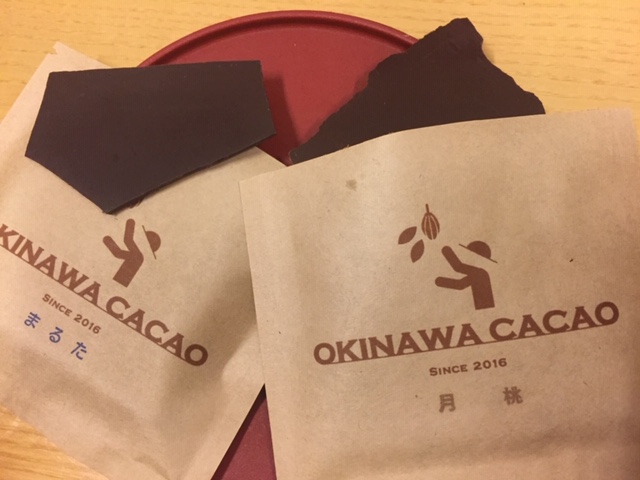 KINAWA CACAO
SINCE 2016
まるた
OKINAWA CACAO
SINCE 2016
月 桃